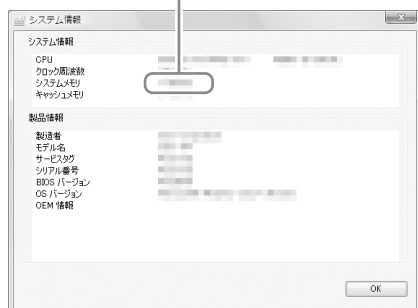 システム情報
システム情報
CPU
クロック周波数
システムメモリ
キャッシュメモリ
製品情報
製造者
モデル名
サービスタグ
シリアル番号
BIOS バージョン
OS バージョン
OEM 情報
OK